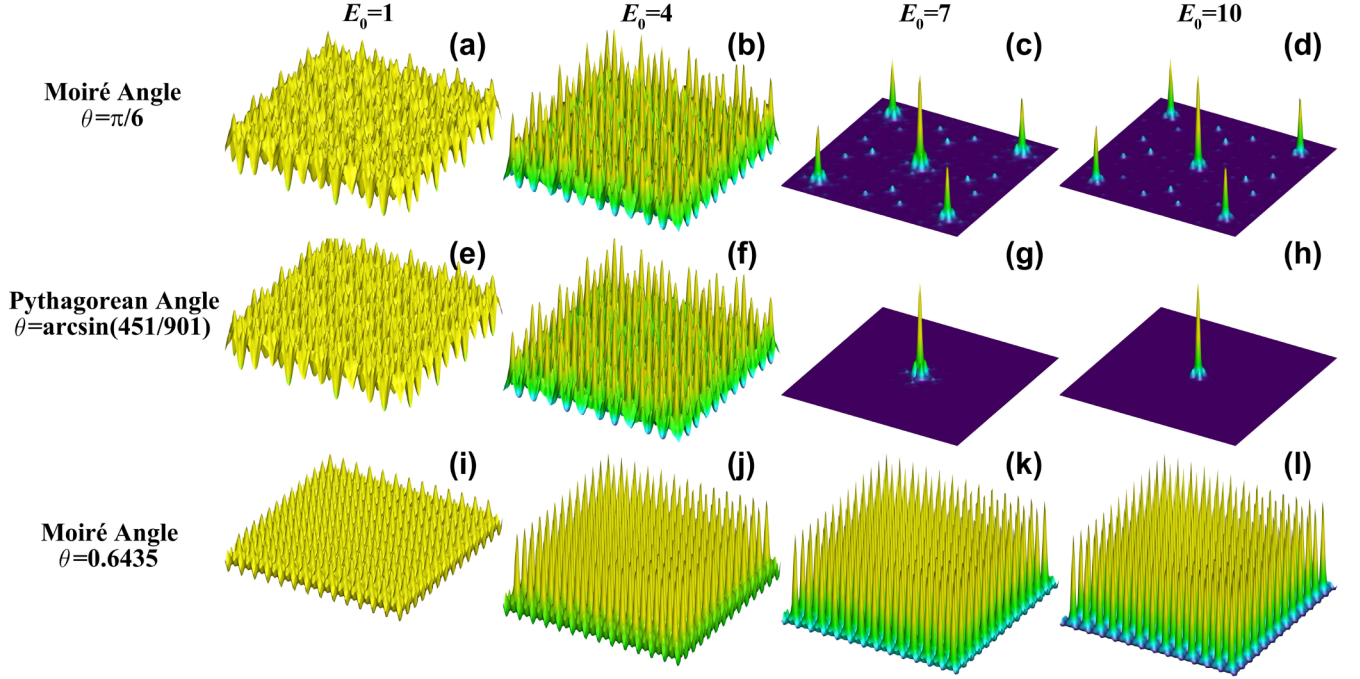 E₀=1 E₀=4 E₀=7 E₀=10
(a) (b) (c) (d)
Moiré Angle
θ=π/6
(e) (f) (g) (h)
Pythagorean Angle
θ=arcsin(451/901)
(i) (j) (k) (l)
Moiré Angle
θ=0.6435